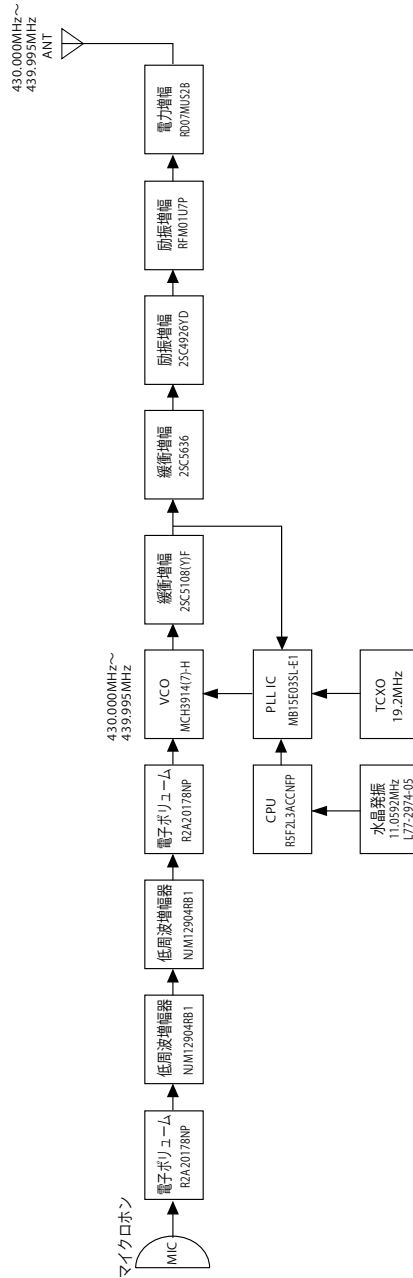 マイクロホン
MIC
電子ボリューム
R2A20178NP
低周波増幅器
NJM12904RB1
低周波増幅器
NJM12904RB1
電子ボリューム
R2A20178NP
430.000MHz～
439.995MHz
VCO
MCH3914(7)-H
緩衝増幅
2SC5108(Y)F
緩衝増幅
2SC5636
励振増幅
2SC4926YD
励振増幅
RFM01U7P
電力増幅
RD07MUS2B
430.000MHz～
439.995MHz
ANT
CPU
R5F2L3ACCNFP
PLL IC
MB15E03SL-E1
水晶発振
11.0592MHz
L77-2974-05
TCXO
19.2MHz